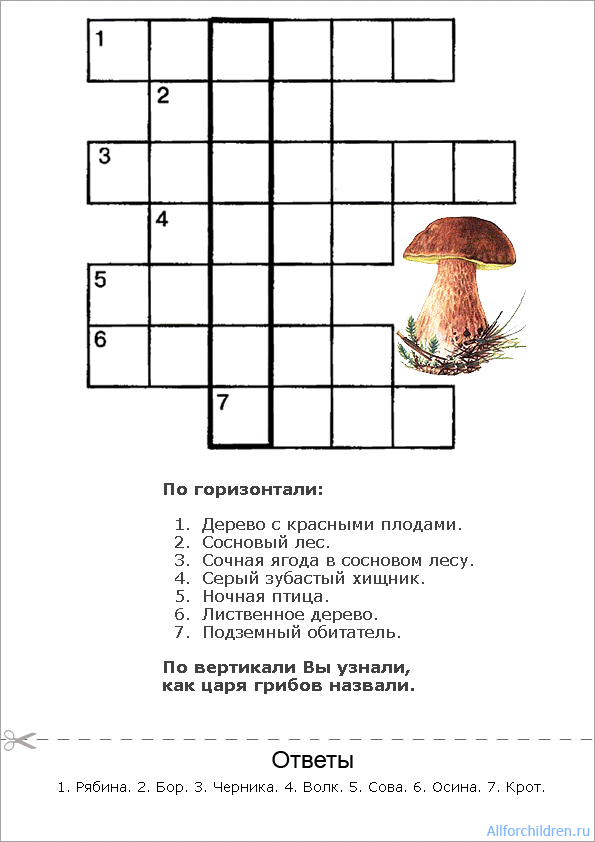 1
2
3
4
5
6
7
По горизонтали:
1. Дерево с красными плодами.
2. Сосновый лес.
3. Сочная ягода в сосновом лесу.
4. Серый зубастый хищник.
5. Ночная птица.
6. Лиственное дерево.
7. Подземный обитатель.
По вертикали Вы узнали,
как царя грибов назвали.
Ответы
1. Рябина. 2. Бор. 3. Черника. 4. Волк. 5. Сова. 6. Осина. 7. Крот.
Allforchildren.ru